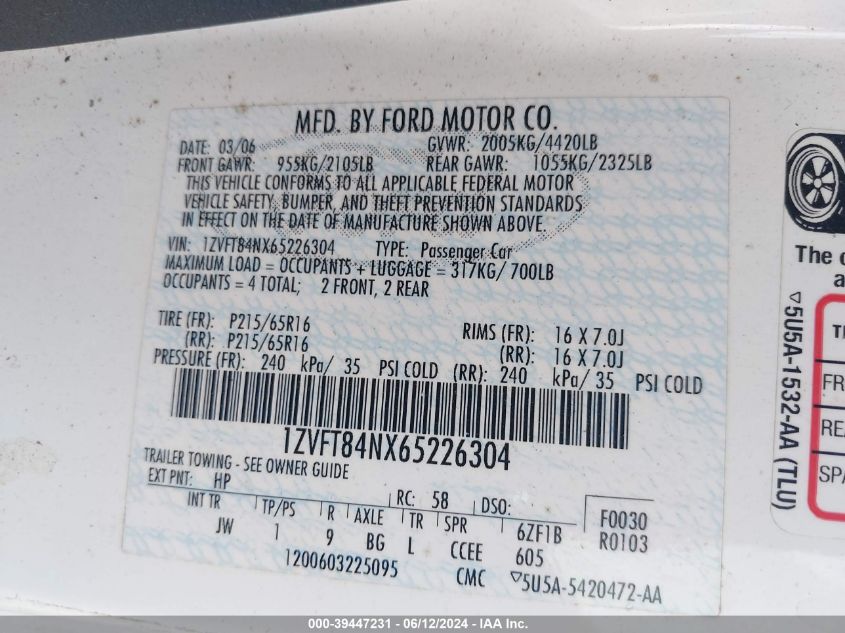 MFD. BY FORD MOTOR CO.
DATE: 03/06 GVWR: 2005KG/4420LB
FRONT GAWR: 955KG/2105LB REAR GAWR: 1055KG/2325LB
THIS VEHICLE CONFORMS TO ALL APPLICABLE FEDERAL MOTOR
VEHICLE SAFETY, BUMPER, AND THEFT PREVENTION STANDARDS
IN EFFECT ON THE DATE OF MANUFACTURE SHOWN ABOVE.
VIN: 1ZVFT84NX65226304 TYPE: Passenger Car
MAXIMUM LOAD = OCCUPANTS + LUGGAGE = 317KG/ 700LB
OCCUPANTS = 4 TOTAL; 2 FRONT, 2 REAR
TIRE (FR): P215/65R16 RIMS (FR): 16 X 7.0J
(RR): P215/65R16 (RR): 16 X 7.0J
PRESSURE (FR): 240 kPa/ 35 PSI COLD (RR): 240 kPa/ 35 PSI COLD
1ZVFT84NX65226304
TRAILER TOWING - SEE OWNER GUIDE
EXT PNT: HP RC: 58 DSO: F0030
INT TR TP/PS R AXLE TR SPR 6ZF1B R0103
JW 1 9 BG L CCEE 605
1200603225095 CMC 5U5A-5420472-AA
5U5A-1532-AA (TLU)
The
FR
REA
SPA
000-39447231 - 06/12/2024 - IAA Inc.